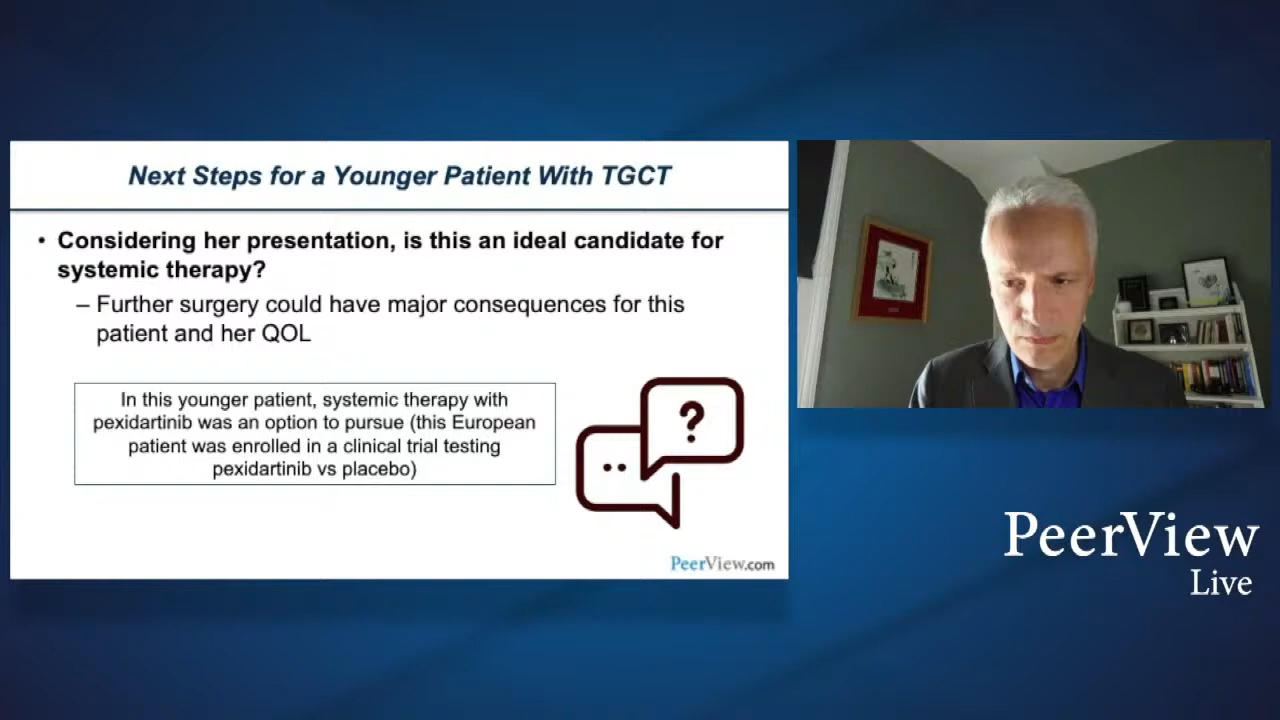 Next Steps for a Younger Patient With TGCT
• Considering her presentation, is this an ideal candidate for
systemic therapy?
– Further surgery could have major consequences for this
patient and her QOL
In this younger patient, systemic therapy with
pexidartinib was an option to pursue (this European
patient was enrolled in a clinical trial testing
pexidartinib vs placebo)
?
PeerView.com
PeerView
Live